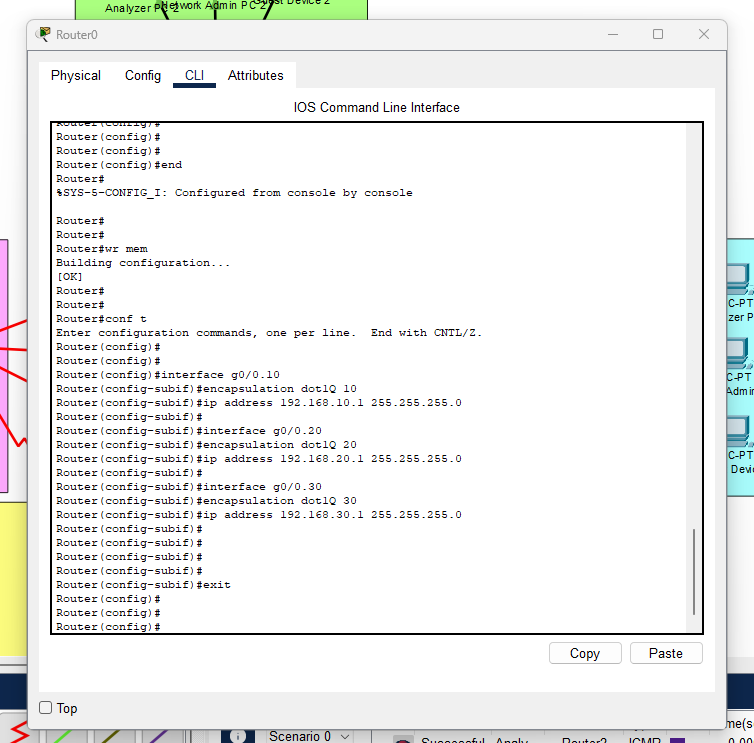 Analyzer PC 2
Network Admin PC 2
Guest Device 2
Router0
Physical Config CLI Attributes
IOS Command Line Interface
Router(config)#
Router(config)#
Router(config)#
Router(config)#end
Router#
%SYS-5-CONFIG_I: Configured from console by console
Router#
Router#
Router#wr mem
Building configuration...
[OK]
Router#
Router#
Router#conf t
Enter configuration commands, one per line.  End with CNTL/Z.
Router(config)#
Router(config)#
Router(config)#interface g0/0.10
Router(config-subif)#encapsulation dot1Q 10
Router(config-subif)#ip address 192.168.10.1 255.255.255.0
Router(config-subif)#
Router(config-subif)#interface g0/0.20
Router(config-subif)#encapsulation dot1Q 20
Router(config-subif)#ip address 192.168.20.1 255.255.255.0
Router(config-subif)#
Router(config-subif)#interface g0/0.30
Router(config-subif)#encapsulation dot1Q 30
Router(config-subif)#ip address 192.168.30.1 255.255.255.0
Router(config-subif)#
Router(config-subif)#
Router(config-subif)#
Router(config-subif)#
Router(config-subif)#exit
Router(config)#
Router(config)#
Router(config)#
C-PT
zer P
C-PT
Admin
C-PT
Devi
Copy Paste
Top
Scenario 0
Successful Analy... Router2 ICMP
me(s
0.00